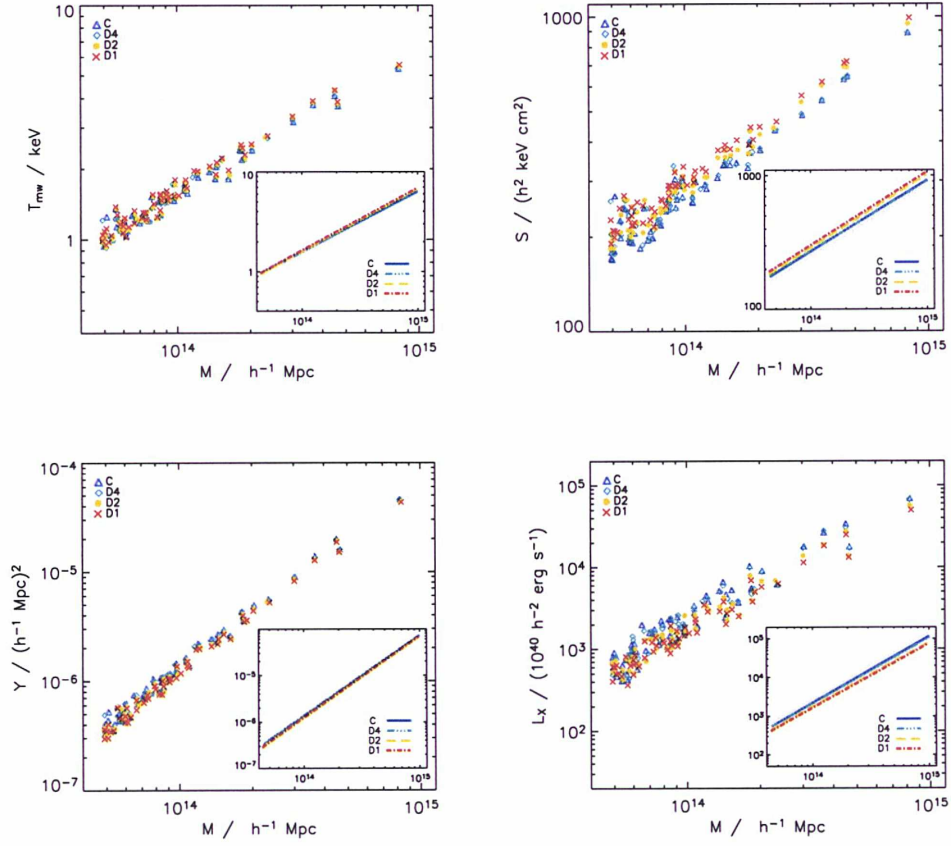 10
C
D4
D2
D1
T_mw / keV
1
10
1
10^14
10^15
C
D4
D2
D1
10^14
10^15
M / h^-1 Mpc
1000
C
D4
D2
D1
S / (h^2 keV cm^2)
1000
100
10^14
10^15
C
D4
D2
D1
100
10^14
10^15
M / h^-1 Mpc
10^-4
C
D4
D2
D1
10^-5
Y / (h^-1 Mpc)^2
10^-6
10^-7
10^-5
10^-6
10^-7
10^14
10^15
C
D4
D2
D1
10^14
10^15
M / h^-1 Mpc
C
D4
D2
D1
10^5
10^4
10^3
10^2
L_X / (10^40 h^-2 erg s^-1)
10^5
10^4
10^3
10^2
10^14
10^15
C
D4
D2
D1
10^14
10^15
M / h^-1 Mpc